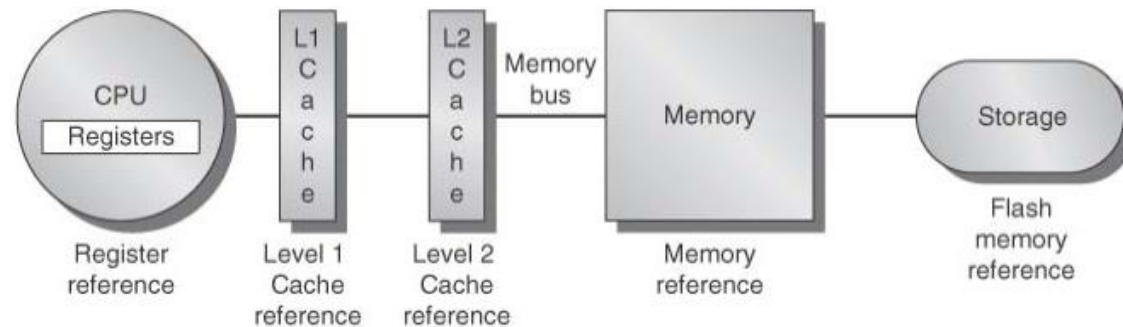 CPU
Registers
L1
C
a
c
h
e
L2
C
a
c
h
e
Memory
bus
Memory
Storage
Register
reference
Level 1
Cache
reference
Level 2
Cache
reference
Memory
reference
Flash
memory
reference